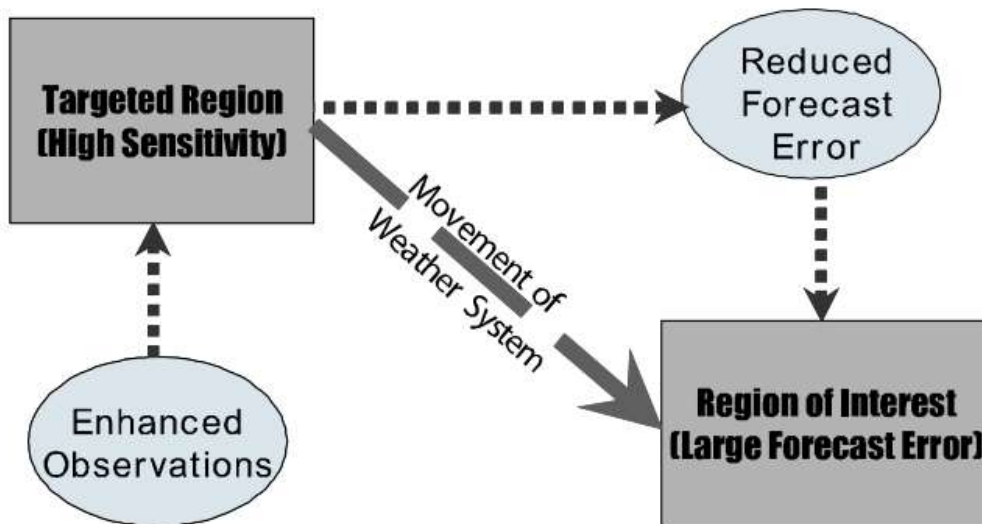 Targeted Region
(High Sensitivity)
Reduced
Forecast
Error
Movement of
Weather System
Enhanced
Observations
Region of Interest
(Large Forecast Error)